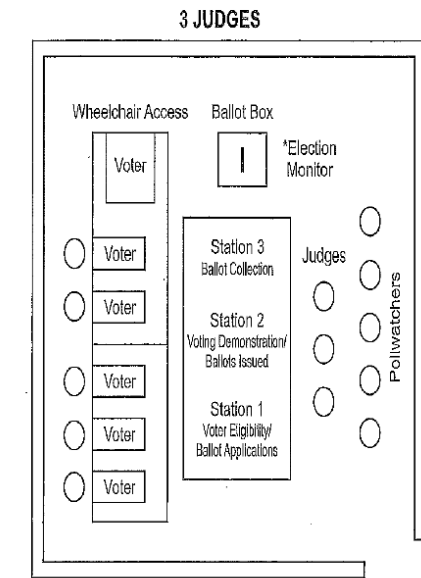 3 JUDGES
Wheelchair Access
Ballot Box
Voter
*Election
Monitor
Voter
Voter
Voter
Voter
Voter
Station 3
Ballot Collection
Station 2
Voting Demonstration/
Ballots Issued
Station 1
Voter Eligibility/
Ballot Applications
Judges
Pollwatchers